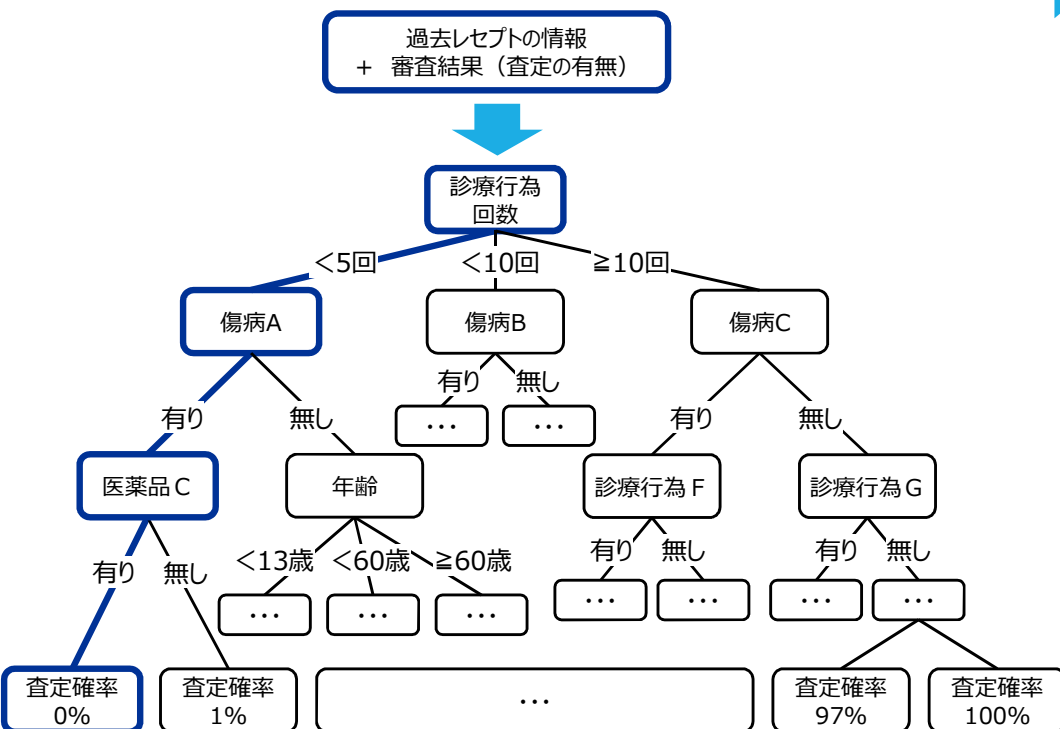 過去レセプトの情報
+ 審査結果（査定の有無）
診療行為
回数
<5回
<10回
≧10回
傷病A
傷病B
傷病C
有り
無し
有り
無し
有り
無し
…
…
医薬品C
年齢
診療行為F
診療行為G
有り
無し
<13歳
<60歳
≧60歳
有り
無し
有り
無し
…
…
…
…
…
…
…
査定確率
0%
査定確率
1%
…
査定確率
97%
査定確率
100%